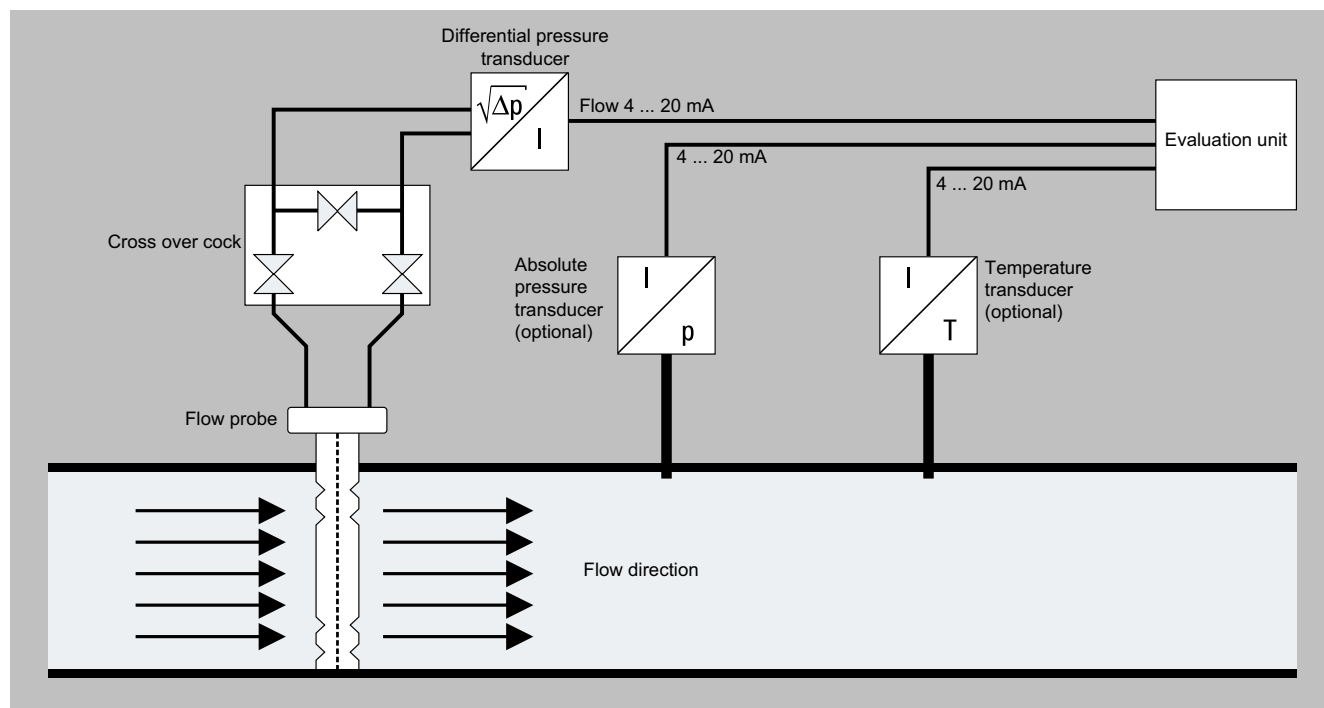 Differential pressure
transducer
√Δp
I
Flow 4 ... 20 mA
4 ... 20 mA
4 ... 20 mA
Evaluation unit
Cross over cock
Absolute
pressure
transducer
(optional)
I
p
I
T
Temperature
transducer
(optional)
Flow probe
Flow direction